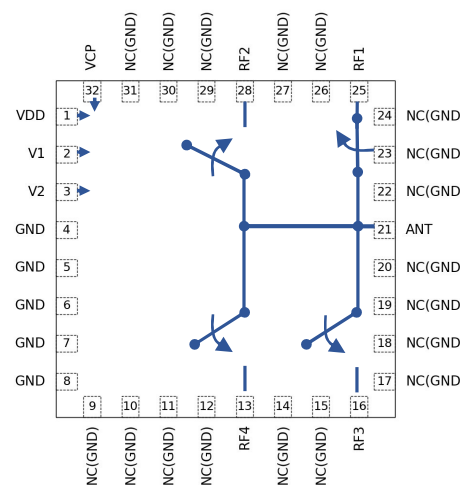 VCP NC(GND) NC(GND) NC(GND) RF2 NC(GND) NC(GND) RF1
32 31 30 29 28 27 26 25
VDD 1 24 NC(GND
V1 2 23 NC(GND
V2 3 22 NC(GND
GND 4 21 ANT
GND 5 20 NC(GND
GND 6 19 NC(GND
GND 7 18 NC(GND
GND 8 17 NC(GND
9 10 11 12 13 14 15 16
NC(GND) NC(GND) NC(GND) NC(GND) RF4 NC(GND) NC(GND) RF3